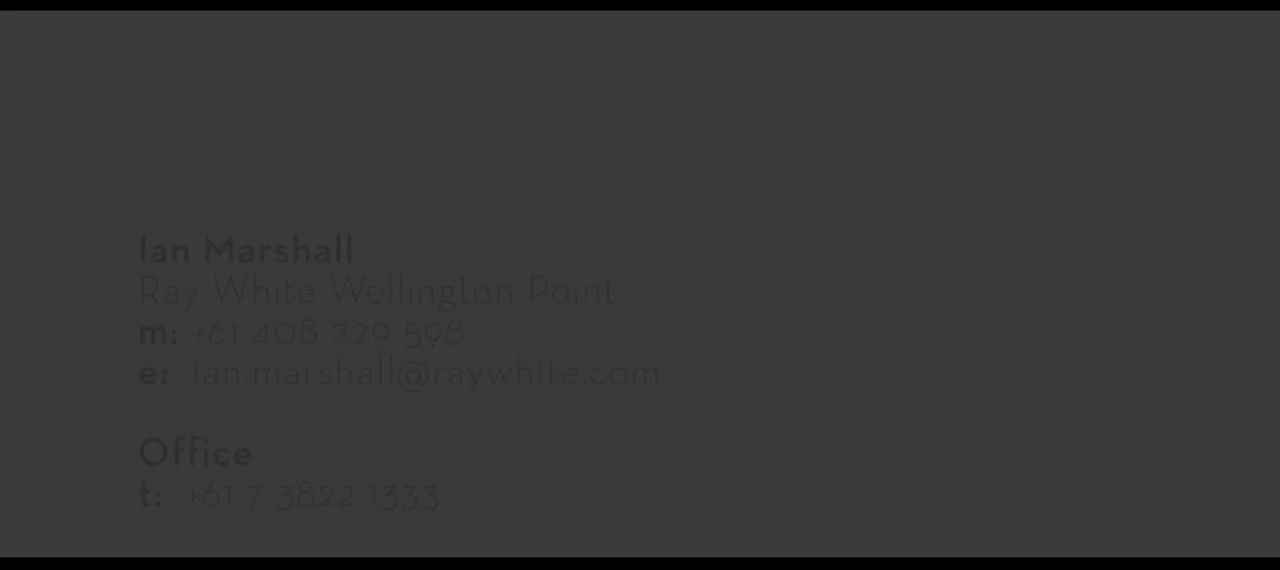 Ian Marshall
Ray White Wellington Point
m: +61 408 229 598
e: ian.marshall@raywhite.com
Office
t: +61 7 3822 1333